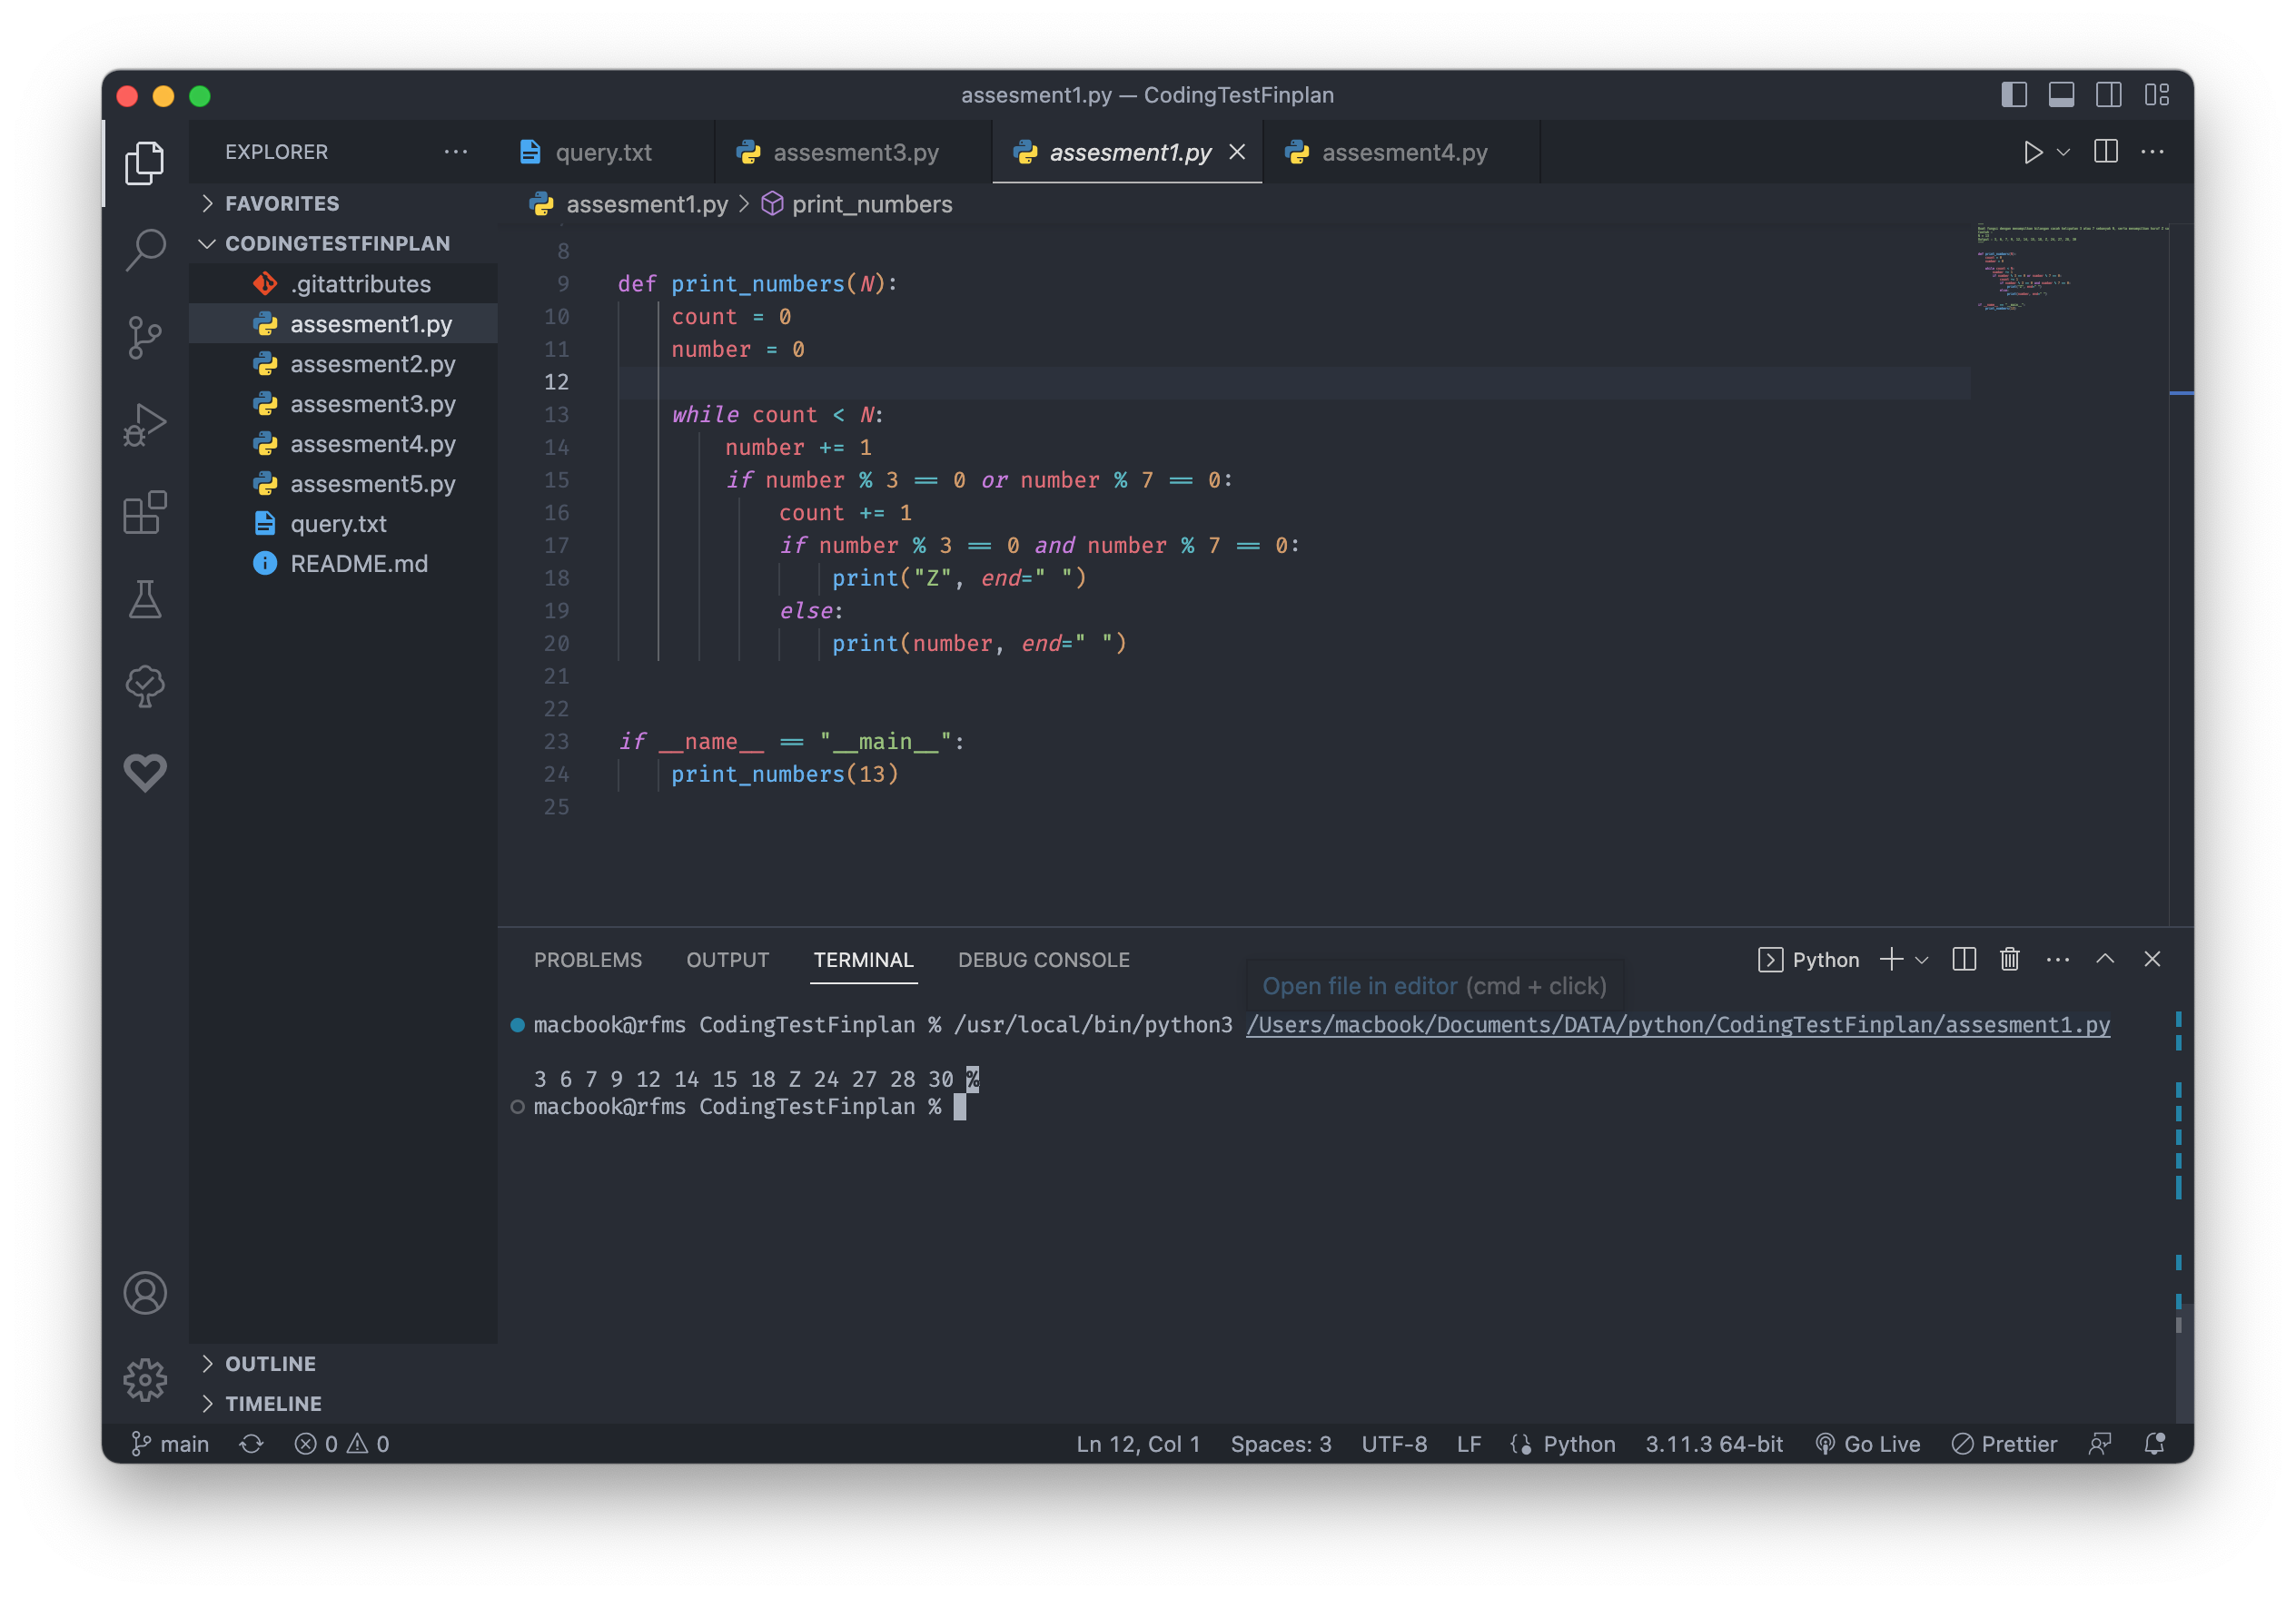 assesment1.py — CodingTestFinplan
EXPLORER
query.txt
assesment3.py
assesment1.py
assesment4.py
FAVORITES
CODINGTESTFINPLAN
.gitattributes
assesment1.py
assesment2.py
assesment3.py
assesment4.py
assesment5.py
query.txt
README.md
OUTLINE
TIMELINE
assesment1.py > print_numbers
8
9 def print_numbers(N):
10 count = 0
11 number = 0
12
13 while count < N:
14 number += 1
15 if number % 3 == 0 or number % 7 == 0:
16 count += 1
17 if number % 3 == 0 and number % 7 == 0:
18 print("Z", end=" ")
19 else:
20 print(number, end=" ")
21
22
23 if __name__ == "__main__":
24 print_numbers(13)
25
PROBLEMS OUTPUT TERMINAL DEBUG CONSOLE
Python
Open file in editor (cmd + click)
macbook@rfms CodingTestFinplan % /usr/local/bin/python3 /Users/macbook/Documents/DATA/python/CodingTestFinplan/assesment1.py
3 6 7 9 12 14 15 18 Z 24 27 28 30 %
macbook@rfms CodingTestFinplan %
main 0 0 Ln 12, Col 1 Spaces: 3 UTF-8 LF Python 3.11.3 64-bit Go Live Prettier